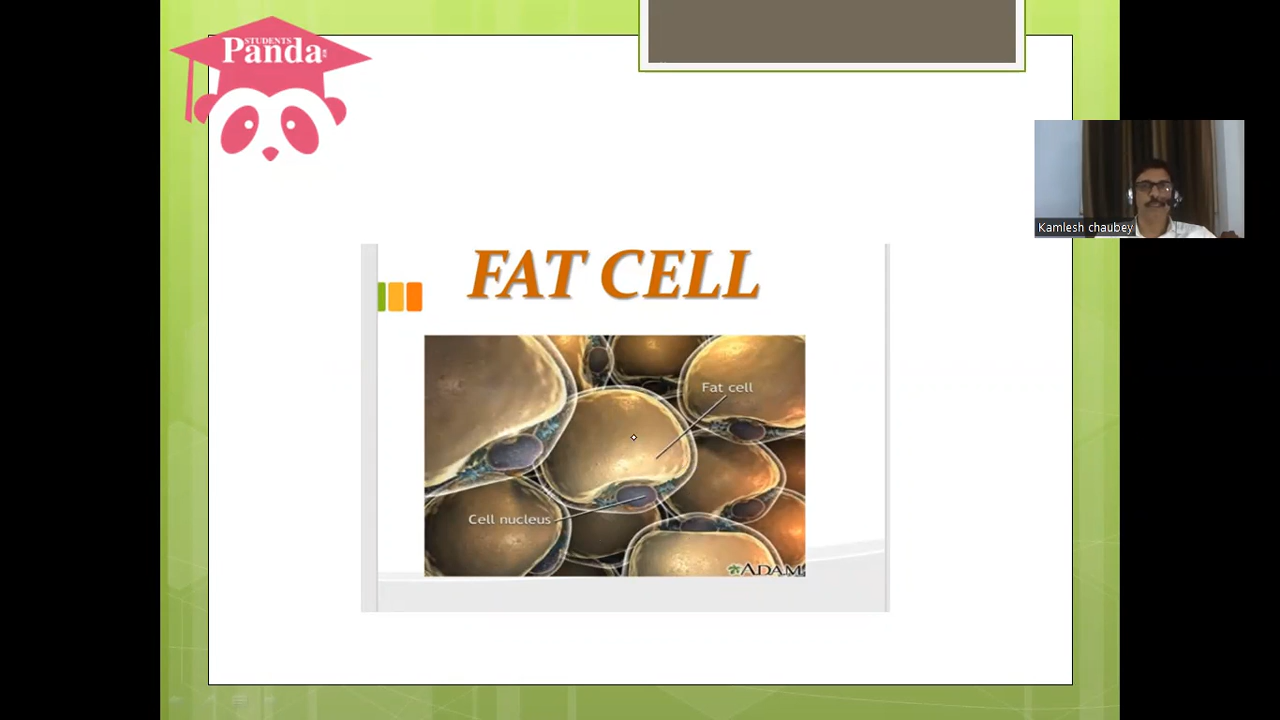 STUDENTS
Panda
Kamlesh chaubey
FAT CELL
Fat cell
Cell nucleus
ADAM